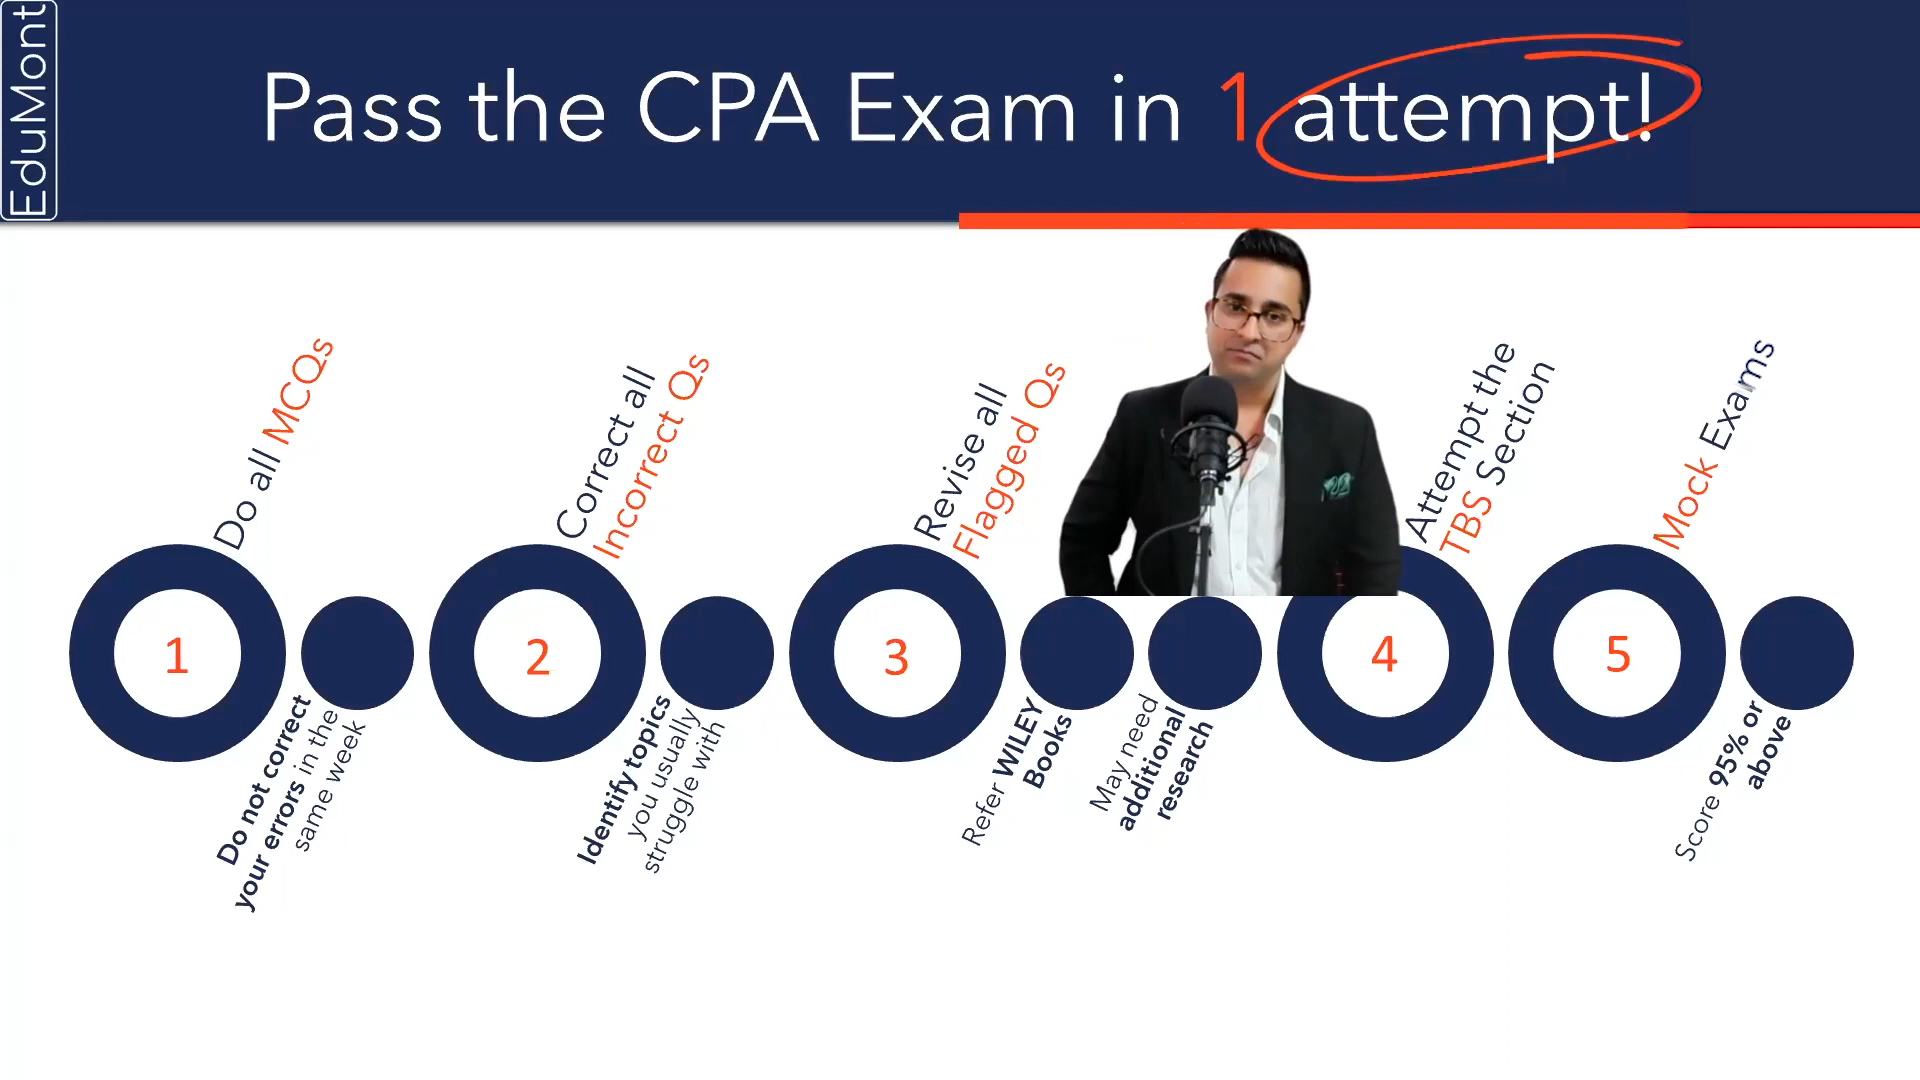 EduMont
Pass the CPA Exam in 1 attempt!
Do all MCQs
Correct all
Incorrect Qs
Revise all
Flagged Qs
Attempt the
TBS Section
Mock Exams
1
2
3
4
5
Do not correct
your errors in the
same week
Identify topics
you usually
struggle with
Refer WILEY
Books
May need
additional
research
Score 95% or
above